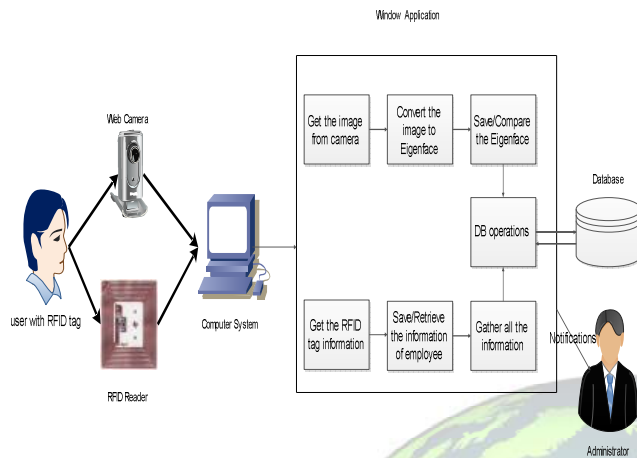 Window Application
Web Camera
user with RFID tag
RFID Reader
Computer System
Get the image
from camera
Convert the
image to
Eigenface
Save/Compare
the Eigenface
DB operations
Database
Get the RFID
tag information
Save/Retrieve
the information
of employee
Gather all the
information
Notifications
Administrator